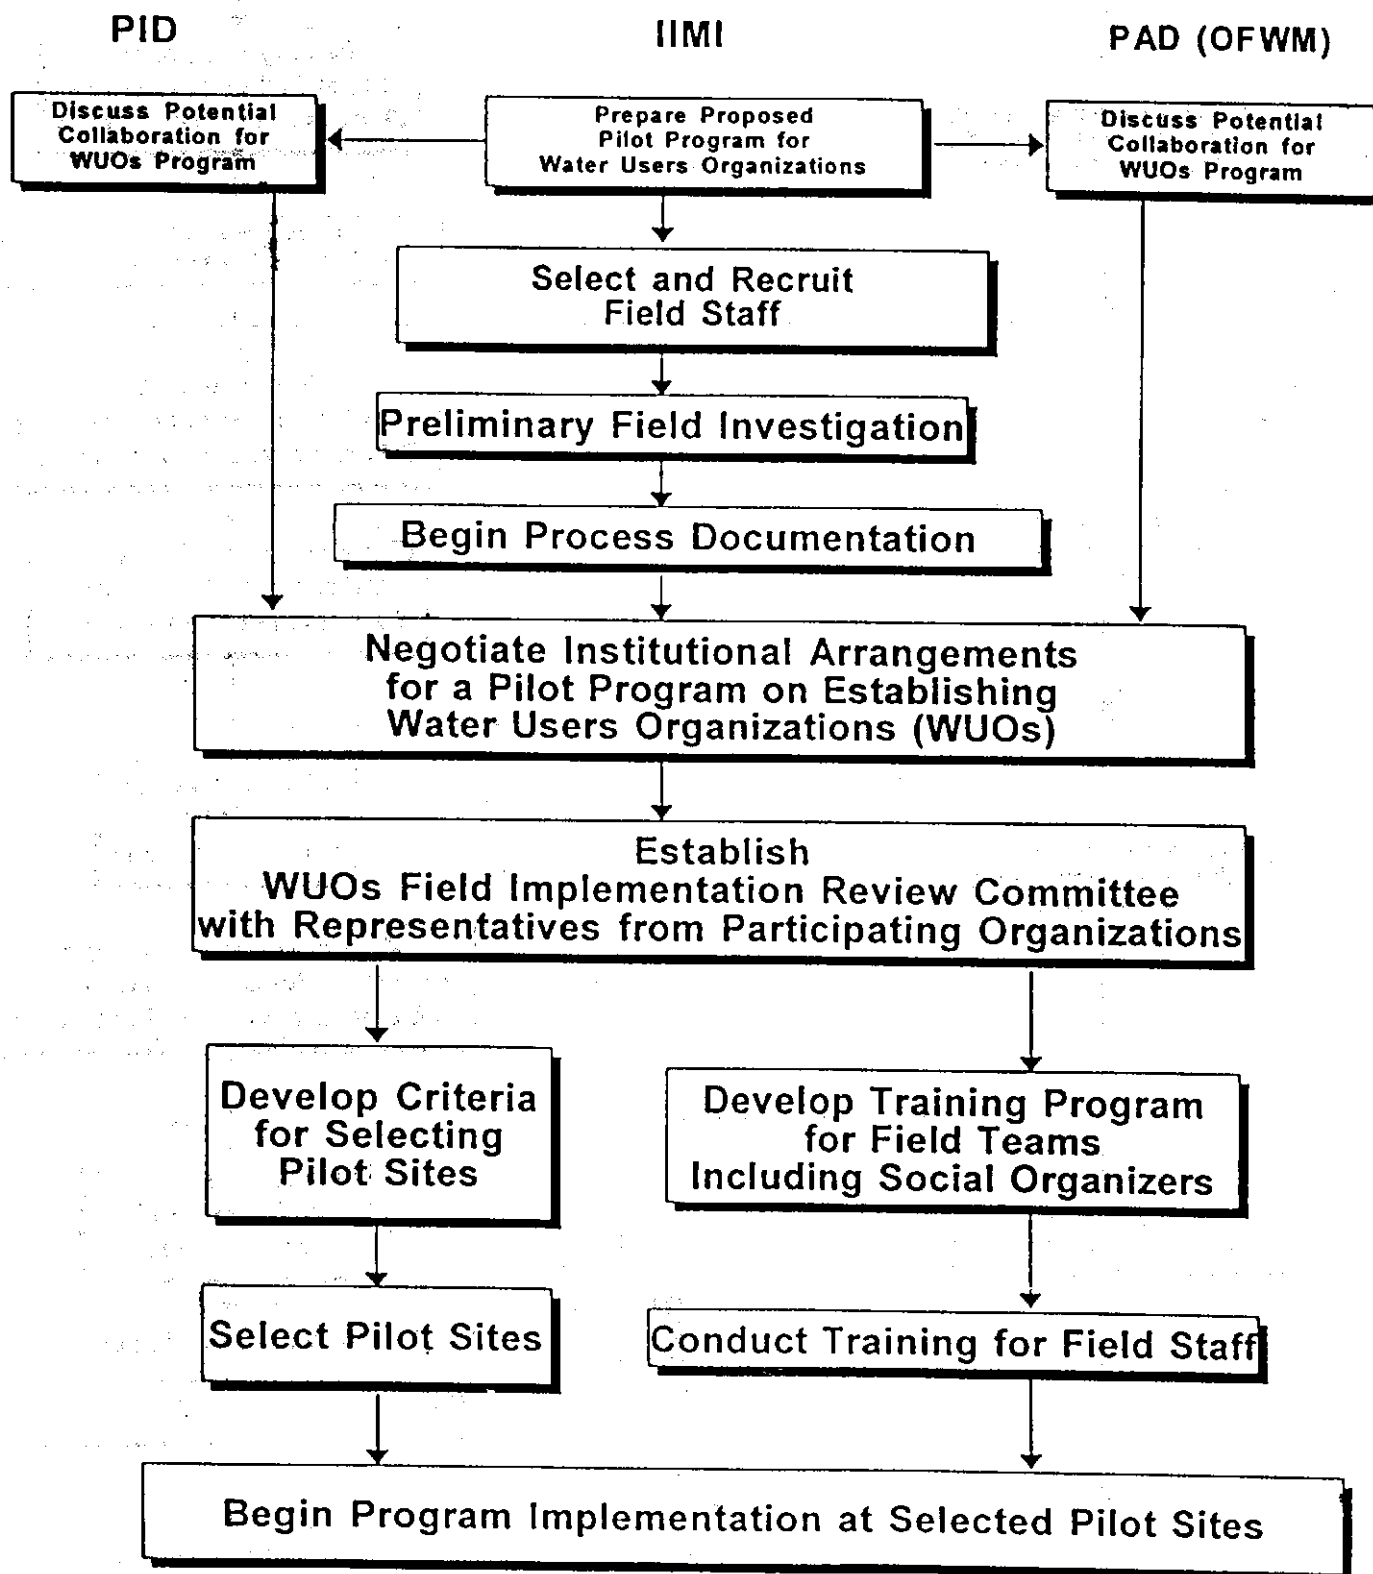 PID
IIMI
PAD (OFWM)
Discuss Potential
Collaboration for
WUOs Program
Prepare Proposed
Pilot Program for
Water Users Organizations
Discuss Potential
Collaboration for
WUOs Program
Select and Recruit
Field Staff
Preliminary Field Investigation
Begin Process Documentation
Negotiate Institutional Arrangements
for a Pilot Program on Establishing
Water Users Organizations (WUOs)
Establish
WUOs Field Implementation Review Committee
with Representatives from Participating Organizations
Develop Criteria
for Selecting
Pilot Sites
Develop Training Program
for Field Teams
Including Social Organizers
Select Pilot Sites
Conduct Training for Field Staff
Begin Program Implementation at Selected Pilot Sites